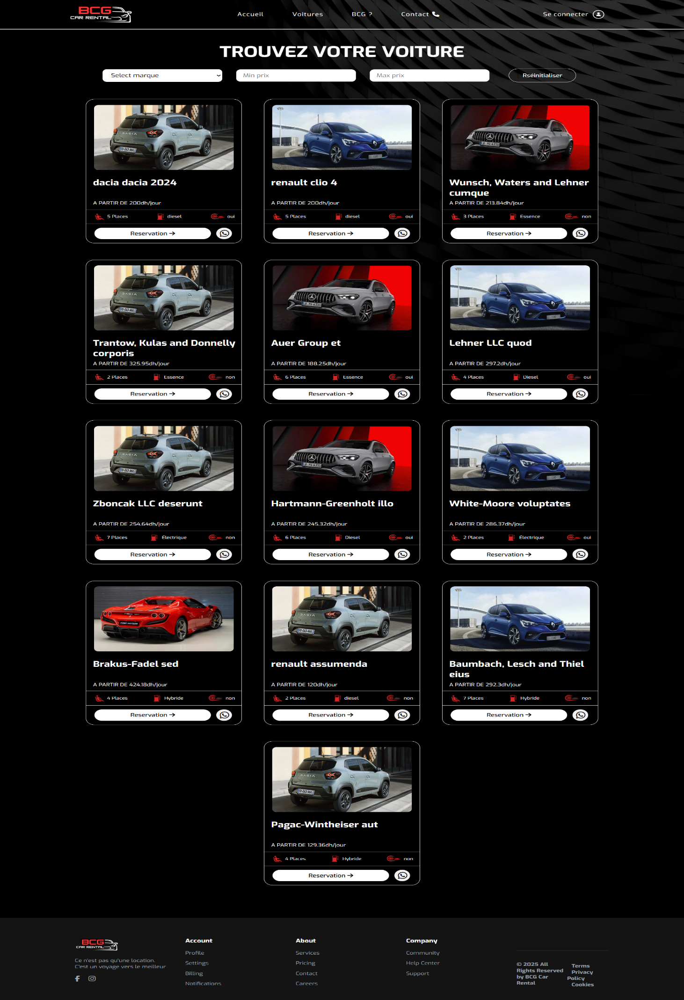 BCG
CAR RENTAL
Accueil
Voitures
BCG ?
Contact
Se connecter
TROUVEZ VOTRE VOITURE
Select marque
Min prix
Max prix
Rséinitialiser
dacia dacia 2024
A PARTIR DE 200dh/jour
5 Places
diesel
oui
Reservation →
renault clio 4
A PARTIR DE 200dh/jour
5 Places
diesel
oui
Reservation →
Wunsch, Waters and Lehner
cumque
A PARTIR DE 213.84dh/jour
3 Places
Essence
non
Reservation →
Trantow, Kulas and Donnelly
corporis
A PARTIR DE 325.95dh/jour
2 Places
Essence
non
Reservation →
Auer Group et
A PARTIR DE 188.25dh/jour
6 Places
Essence
oui
Reservation →
Lehner LLC quod
A PARTIR DE 297.2dh/jour
4 Places
Diesel
oui
Reservation →
Zboncak LLC deserunt
A PARTIR DE 254.64dh/jour
7 Places
Électrique
non
Reservation →
Hartmann-Greenholt illo
A PARTIR DE 245.32dh/jour
6 Places
Diesel
oui
Reservation →
White-Moore voluptates
A PARTIR DE 286.37dh/jour
2 Places
Électrique
oui
Reservation →
Brakus-Fadel sed
A PARTIR DE 424.18dh/jour
4 Places
Hybride
non
Reservation →
renault assumenda
A PARTIR DE 120dh/jour
2 Places
diesel
non
Reservation →
Baumbach, Lesch and Thiel
eius
A PARTIR DE 292.3dh/jour
7 Places
Hybride
non
Reservation →
Pagac-Wintheiser aut
A PARTIR DE 129.36dh/jour
4 Places
Hybride
non
Reservation →
BCG
CAR RENTAL
Ce n'est pas qu'une location.
C'est un voyage vers le meilleur
Account
Profile
Settings
Billing
Notifications
About
Services
Pricing
Contact
Careers
Company
Community
Help Center
Support
© 2025 All
Rights Reserved
by BCG Car
Rental
Terms
Privacy
Policy
Cookies